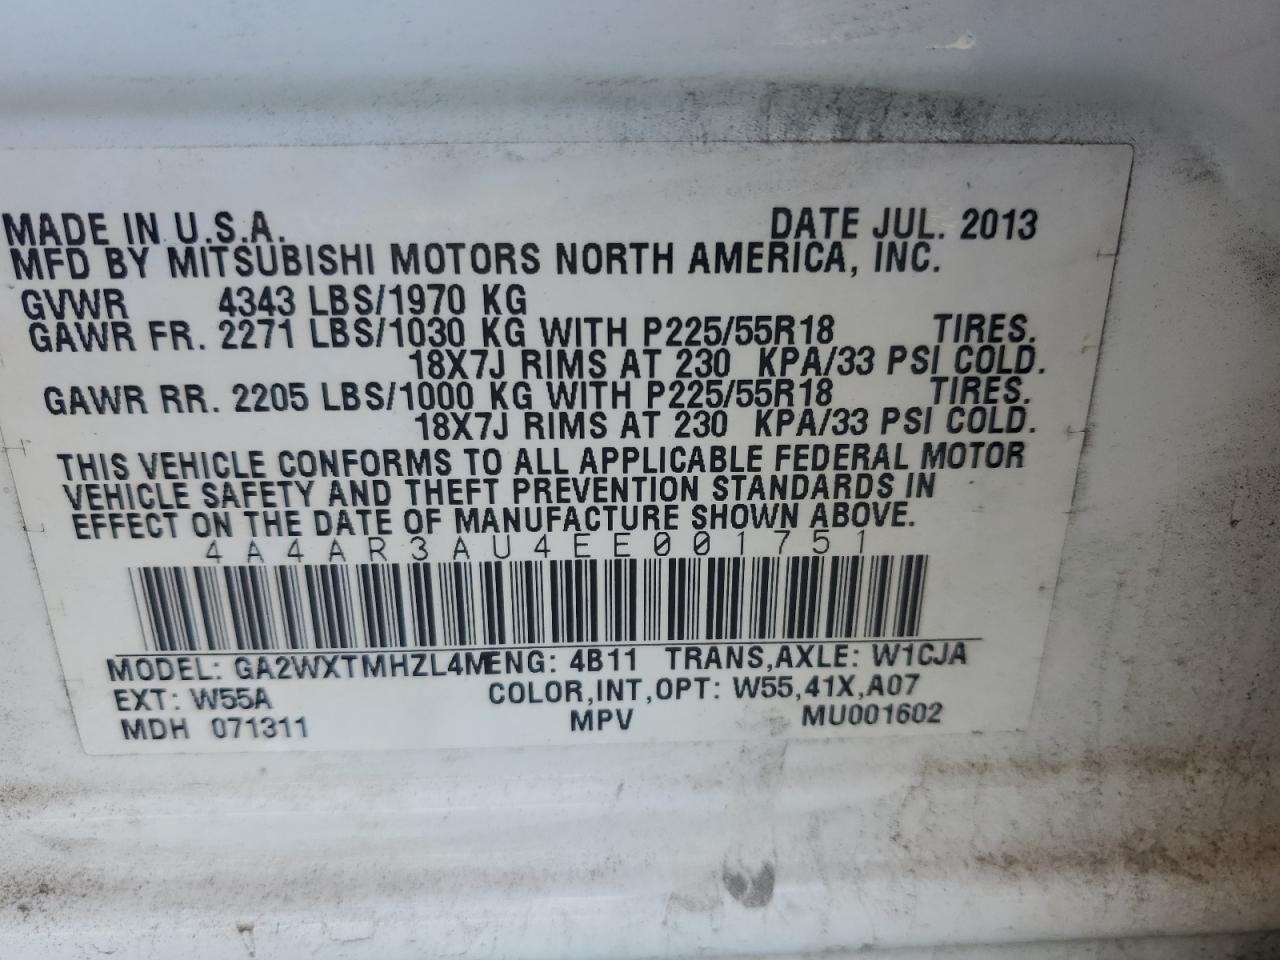 MADE IN U.S.A. DATE JUL. 2013
MFD BY MITSUBISHI MOTORS NORTH AMERICA, INC.
GVWR 4343 LBS/1970 KG
GAWR FR. 2271 LBS/1030 KG WITH P225/55R18 TIRES.
18X7J RIMS AT 230 KPA/33 PSI COLD.
GAWR RR. 2205 LBS/1000 KG WITH P225/55R18 TIRES.
18X7J RIMS AT 230 KPA/33 PSI COLD.
THIS VEHICLE CONFORMS TO ALL APPLICABLE FEDERAL MOTOR
VEHICLE SAFETY AND THEFT PREVENTION STANDARDS IN
EFFECT ON THE DATE OF MANUFACTURE SHOWN ABOVE.
4A4AR3AU4EE001751
MODEL: GA2WXTMHZL4M ENG: 4B11 TRANS,AXLE: W1CJA
EXT: W55A COLOR,INT,OPT: W55,41X,A07
MDH 071311 MPV MU001602